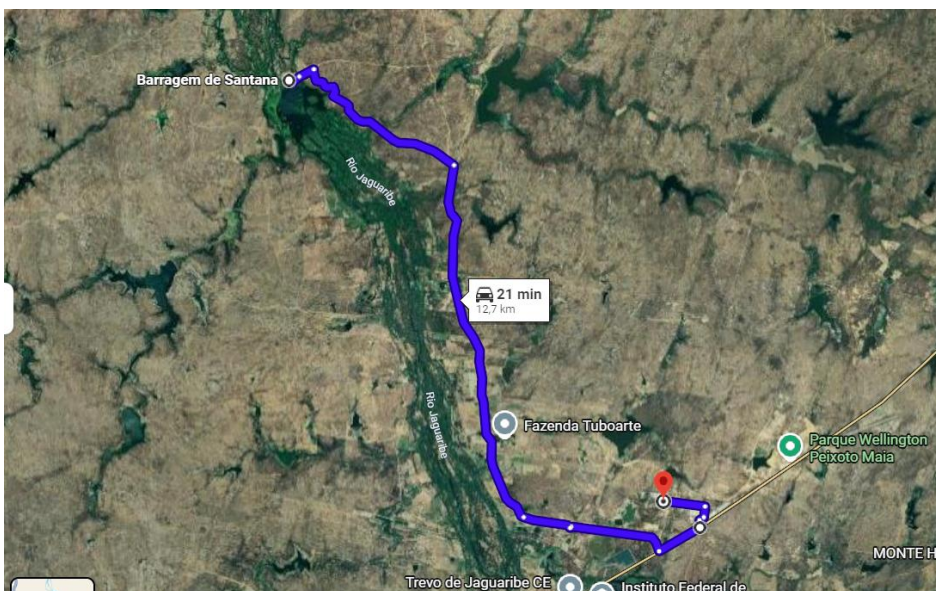 Barragem de Santana
Rio Jaguaribe
21 min
12,7 km
Rio Jaguaribe
Fazenda Tuboarte
Parque Wellington
Peixoto Maia
MONTE H
Trevo de Jaguaribe CE
Instituto Federal de